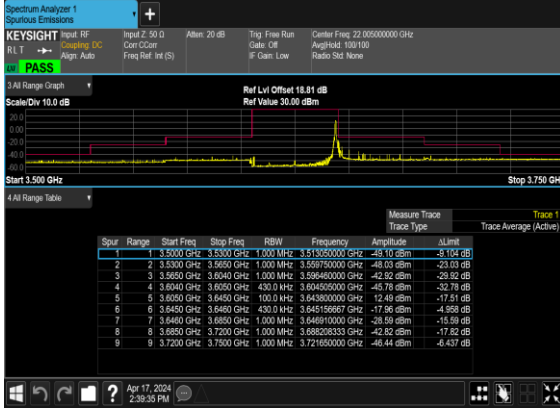 Spectrum Analyzer 1
Spurious Emissions
+
KEYSIGHT Input: RF Input Z: 50 Ω Atten: 20 dB Trig: Free Run Center Freq: 22.005000000 GHz
RLT Coupling: DC Corr CCorr Gate: Off Avg|Hold: 100/100
Align: Auto Freq Ref: Int (S) IF Gain: Low Radio Std: None
PASS
3 All Range Graph Ref Lvl Offset 18.81 dB
Scale/Div 10.0 dB Ref Value 30.00 dBm
20.0
0.00
-20.0
-40.0
-60.0
Start 3.500 GHz Stop 3.750 GH
4 All Range Table
Measure Trace Trace 1
Trace Type Trace Average (Active)
Spur Range Start Freq Stop Freq RBW Frequency Amplitude ΔLimit
1 1 3.5000 GHz 3.5300 GHz 1.000 MHz 3.513050000 GHz -49.10 dBm -9.104 dB
2 2 3.5300 GHz 3.5650 GHz 1.000 MHz 3.559750000 GHz -48.03 dBm -23.03 dB
3 3 3.5650 GHz 3.6040 GHz 1.000 MHz 3.596460000 GHz -42.92 dBm -29.92 dB
4 4 3.6040 GHz 3.6050 GHz 430.0 kHz 3.604505000 GHz -45.78 dBm -32.78 dB
5 5 3.6050 GHz 3.6450 GHz 100.0 kHz 3.643800000 GHz 12.49 dBm -17.51 dB
6 6 3.6450 GHz 3.6460 GHz 430.0 kHz 3.645156667 GHz -17.96 dBm -4.958 dB
7 7 3.6460 GHz 3.6850 GHz 1.000 MHz 3.646910000 GHz -28.59 dBm -15.59 dB
8 8 3.6850 GHz 3.7200 GHz 1.000 MHz 3.688208333 GHz -42.82 dBm -17.82 dB
9 9 3.7200 GHz 3.7500 GHz 1.000 MHz 3.721650000 GHz -46.44 dBm -6.437 dB
? Apr 17, 2024
2:39:35 PM